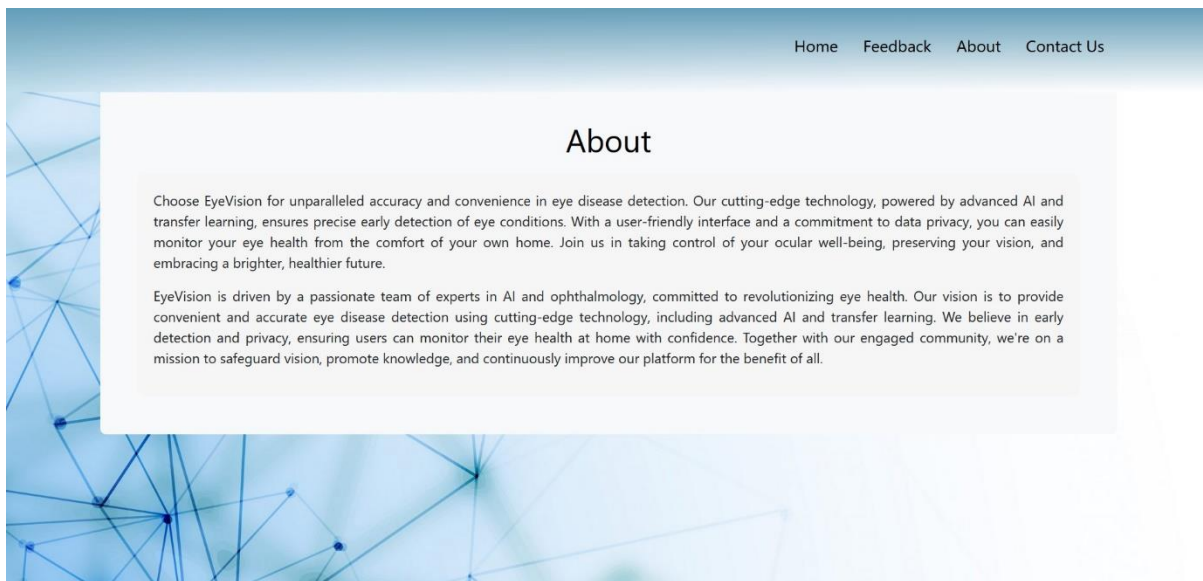 Home Feedback About Contact Us
About
Choose EyeVision for unparalleled accuracy and convenience in eye disease detection. Our cutting-edge technology, powered by advanced AI and
transfer learning, ensures precise early detection of eye conditions. With a user-friendly interface and a commitment to data privacy, you can easily
monitor your eye health from the comfort of your own home. Join us in taking control of your ocular well-being, preserving your vision, and
embracing a brighter, healthier future.
EyeVision is driven by a passionate team of experts in AI and ophthalmology, committed to revolutionizing eye health. Our vision is to provide
convenient and accurate eye disease detection using cutting-edge technology, including advanced AI and transfer learning. We believe in early
detection and privacy, ensuring users can monitor their eye health at home with confidence. Together with our engaged community, we're on a
mission to safeguard vision, promote knowledge, and continuously improve our platform for the benefit of all.